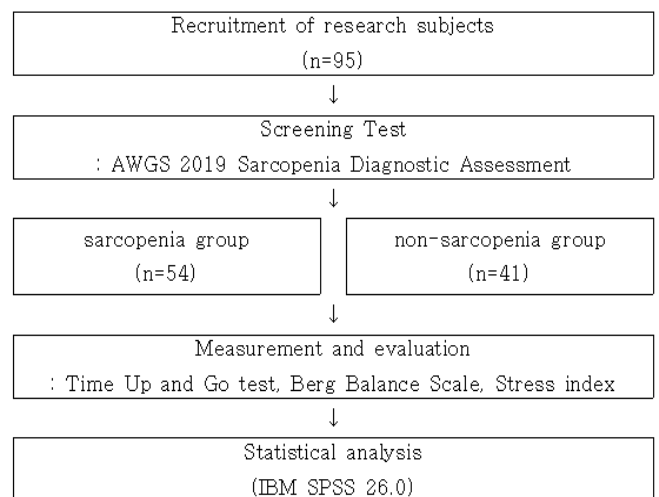 Recruitment of research subjects
(n=95)
↓
Screening Test
: AWGS 2019 Sarcopenia Diagnostic Assessment
↓
sarcopenia group
(n=54)
non-sarcopenia group
(n=41)
↓
Measurement and evaluation
: Time Up and Go test, Berg Balance Scale, Stress index
↓
Statistical analysis
(IBM SPSS 26.0)